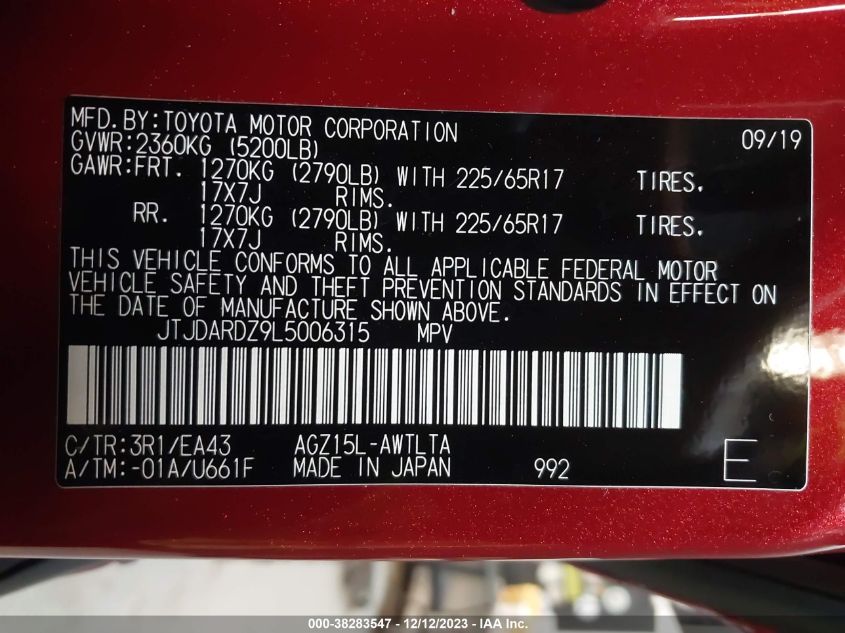 MFD.BY:TOYOTA MOTOR CORPORATION 09/19
GVWR:2360KG (5200LB)
GAWR:FRT. 1270KG (2790LB) WITH 225/65R17 TIRES.
17X7J RIMS.
RR. 1270KG (2790LB) WITH 225/65R17 TIRES.
17X7J RIMS.
THIS VEHICLE CONFORMS TO ALL APPLICABLE FEDERAL MOTOR
VEHICLE SAFETY AND THEFT PREVENTION STANDARDS IN EFFECT ON
THE DATE OF MANUFACTURE SHOWN ABOVE.
JTJDARDZ9L5006315 MPV
C/TR:3R1/EA43 AGZ15L-AWTLTA
A/TM:-01A/U661F MADE IN JAPAN 992 E
000-38283547 - 12/12/2023 - IAA Inc.